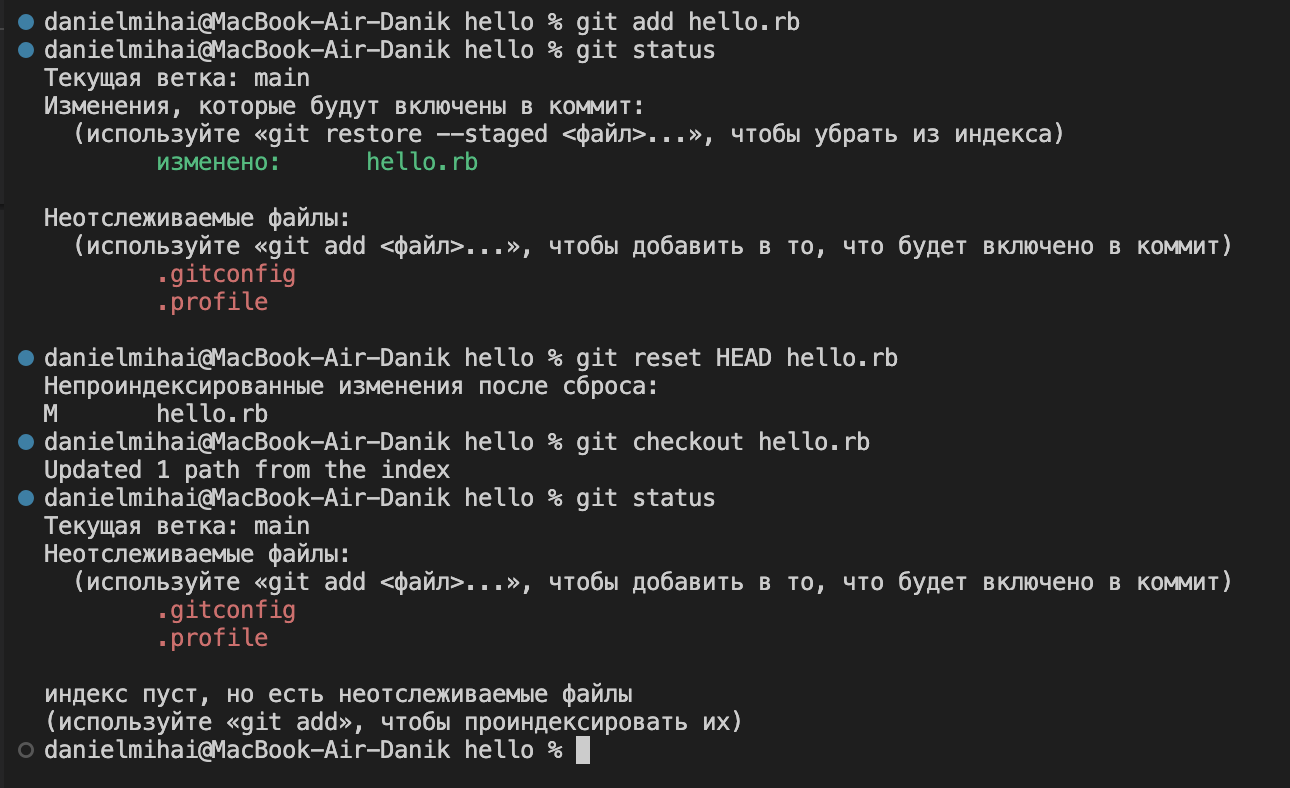 danielmihai@MacBook-Air-Danik hello % git add hello.rb
danielmihai@MacBook-Air-Danik hello % git status
Текущая ветка: main
Изменения, которые будут включены в коммит:
  (используйте «git restore --staged <файл>...», чтобы убрать из индекса)
        изменено:      hello.rb

Неотслеживаемые файлы:
  (используйте «git add <файл>...», чтобы добавить в то, что будет включено в коммит)
        .gitconfig
        .profile

danielmihai@MacBook-Air-Danik hello % git reset HEAD hello.rb
Непроиндексированные изменения после сброса:
M       hello.rb
danielmihai@MacBook-Air-Danik hello % git checkout hello.rb
Updated 1 path from the index
danielmihai@MacBook-Air-Danik hello % git status
Текущая ветка: main
Неотслеживаемые файлы:
  (используйте «git add <файл>...», чтобы добавить в то, что будет включено в коммит)
        .gitconfig
        .profile

индекс пуст, но есть неотслеживаемые файлы
(используйте «git add», чтобы проиндексировать их)
danielmihai@MacBook-Air-Danik hello %